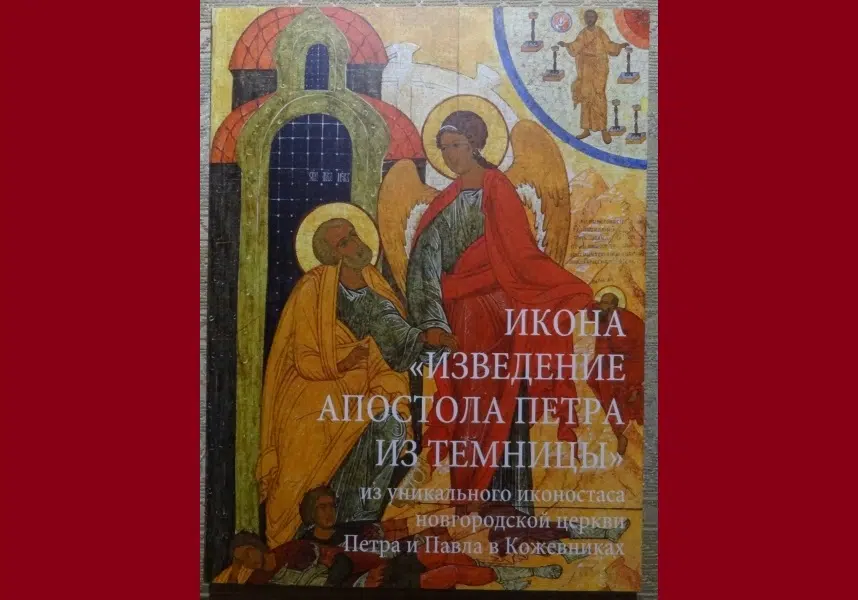 ИКОНА
«ИЗВЕДЕНИЕ
АПОСТОЛА ПЕТРА
ИЗ ТЕМНИЦЫ»
из уникального иконостаса
новгородской церкви
Петра и Павла в Кожевниках